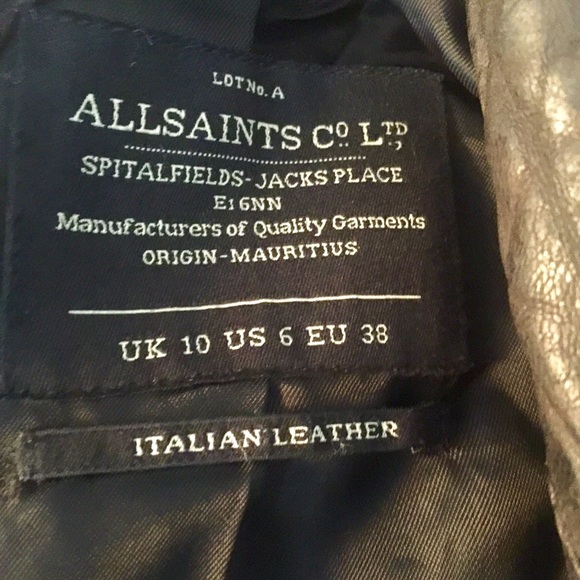 LOT No. A
ALLSAINTS Cº. LTD.,
SPITALFIELDS-JACKS PLACE
E1 6NN
Manufacturers of Quality Garments
ORIGIN-MAURITIUS
UK 10 US 6 EU 38
ITALIAN LEATHER